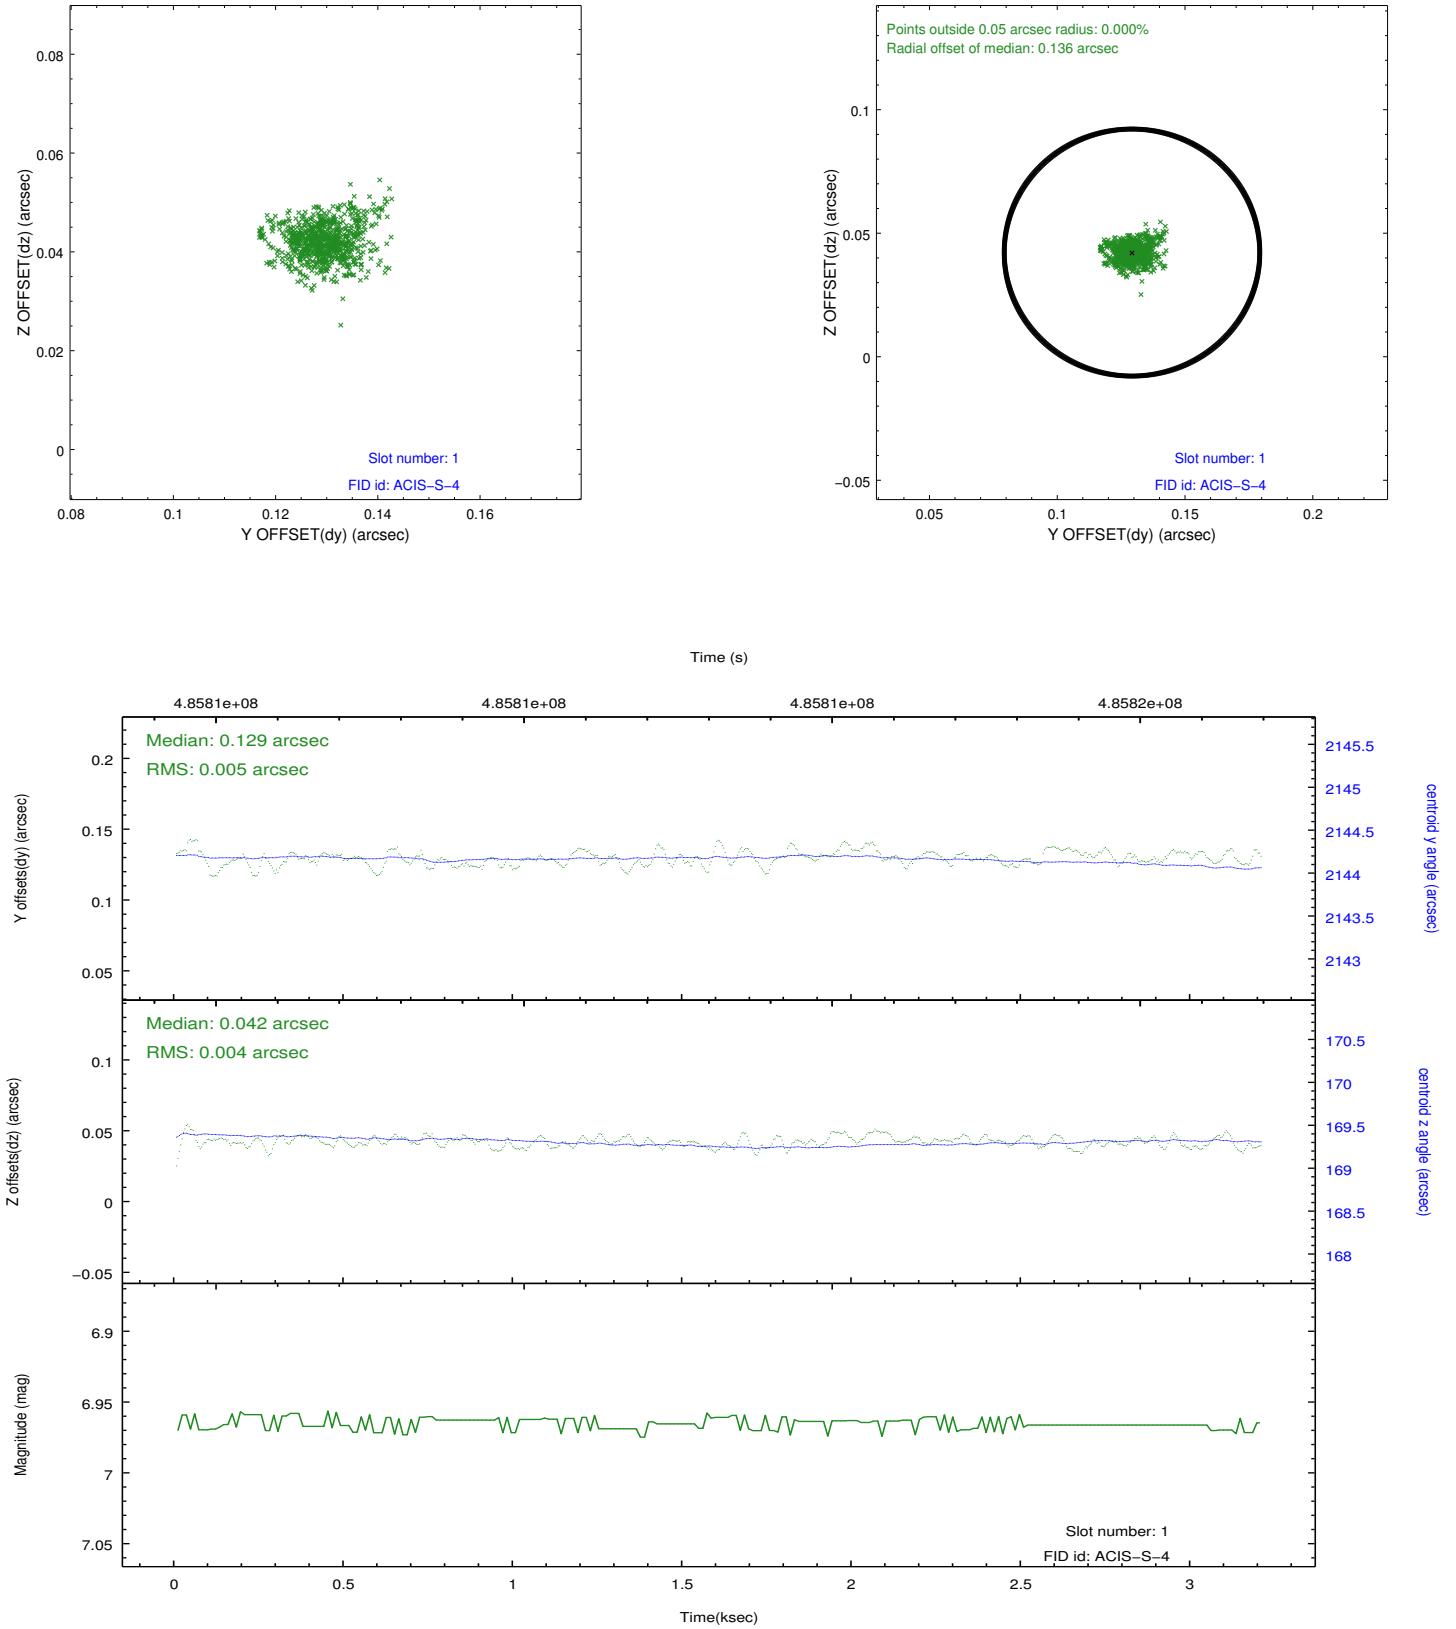 0.08
0.06
0.04
0.02
0
Z OFFSET(dz) (arcsec)
Slot number: 1
FID id: ACIS−S−4
0.08 0.1 0.12 0.14 0.16
Y OFFSET(dy) (arcsec)
Points outside 0.05 arcsec radius: 0.000%
Radial offset of median: 0.136 arcsec
0.1
0.05
0
−0.05
Z OFFSET(dz) (arcsec)
Slot number: 1
FID id: ACIS−S−4
0.05 0.1 0.15 0.2
Y OFFSET(dy) (arcsec)
Time (s)
4.8581e+08 4.8581e+08 4.8581e+08 4.8582e+08
Median: 0.129 arcsec
RMS: 0.005 arcsec
0.2
0.15
0.1
0.05
Y offsets(dy) (arcsec)
2145.5
2145
2144.5
2144
2143.5
2143
centroid y angle (arcsec)
Median: 0.042 arcsec
RMS: 0.004 arcsec
0.1
0.05
0
−0.05
Z offsets(dz) (arcsec)
170.5
170
169.5
169
168.5
168
centroid z angle (arcsec)
6.9
6.95
7
7.05
Magnitude (mag)
Slot number: 1
FID id: ACIS−S−4
0 0.5 1 1.5 2 2.5 3
Time(ksec)